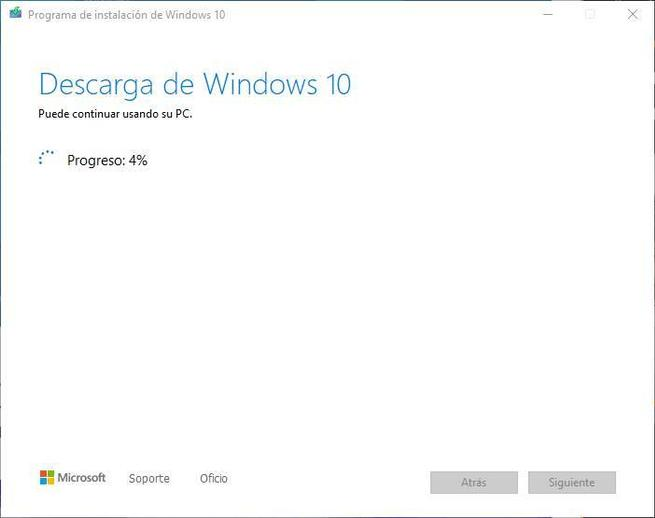 Programa de instalación de Windows 10
Descarga de Windows 10
Puede continuar usando su PC.
Progreso: 4%
Microsoft Soporte Oficio Atrás Siguiente